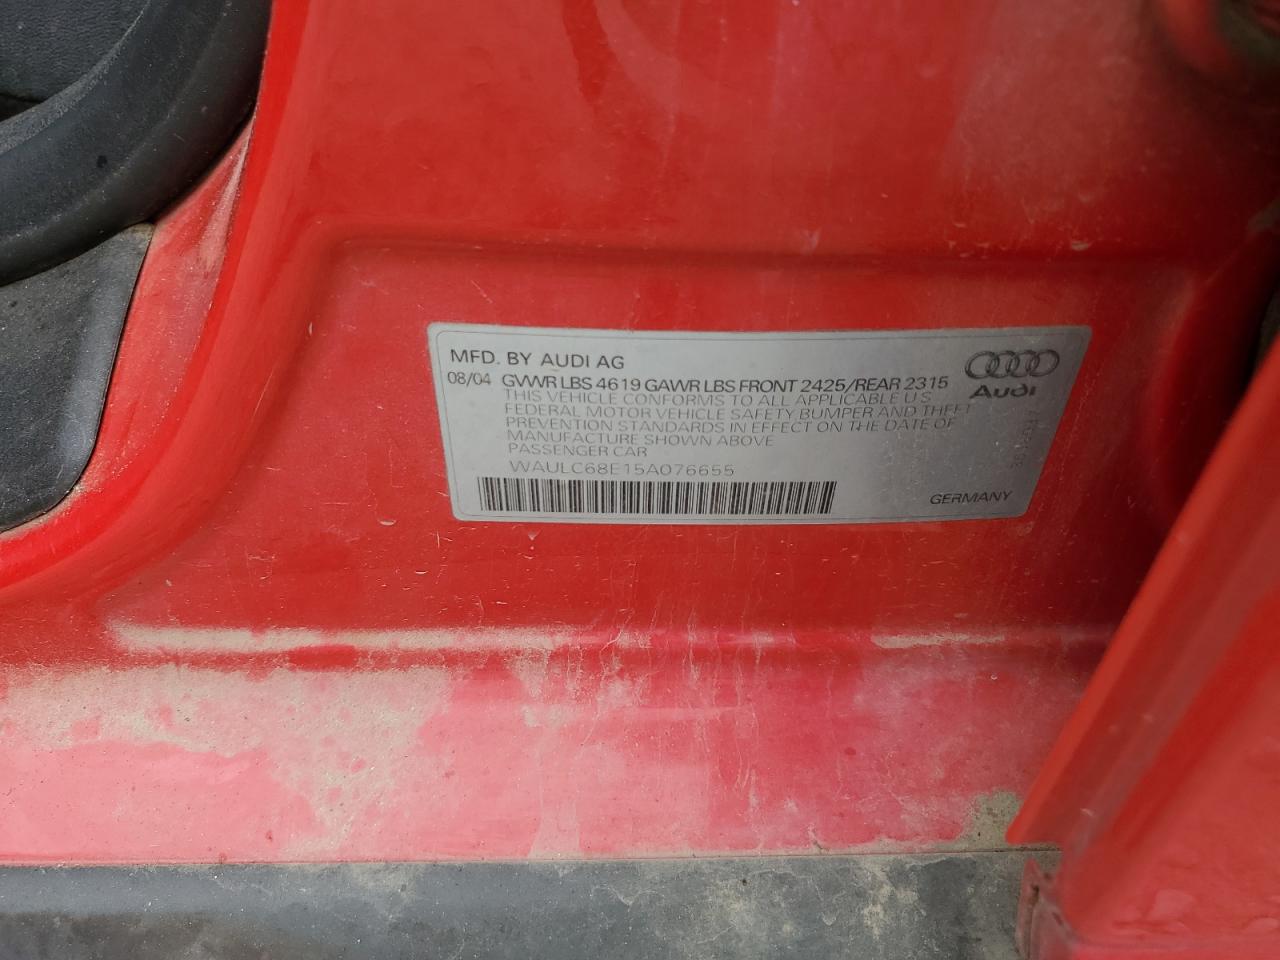 MFD. BY AUDI AG
08/04 GVWR LBS 4619 GAWR LBS FRONT 2425/REAR 2315
THIS VEHICLE CONFORMS TO ALL APPLICABLE U S
FEDERAL MOTOR VEHICLE SAFETY BUMPER AND THEFT
PREVENTION STANDARDS IN EFFECT ON THE DATE OF
MANUFACTURE SHOWN ABOVE
PASSENGER CAR
WAULC68E15A076655
Audi
GERMANY